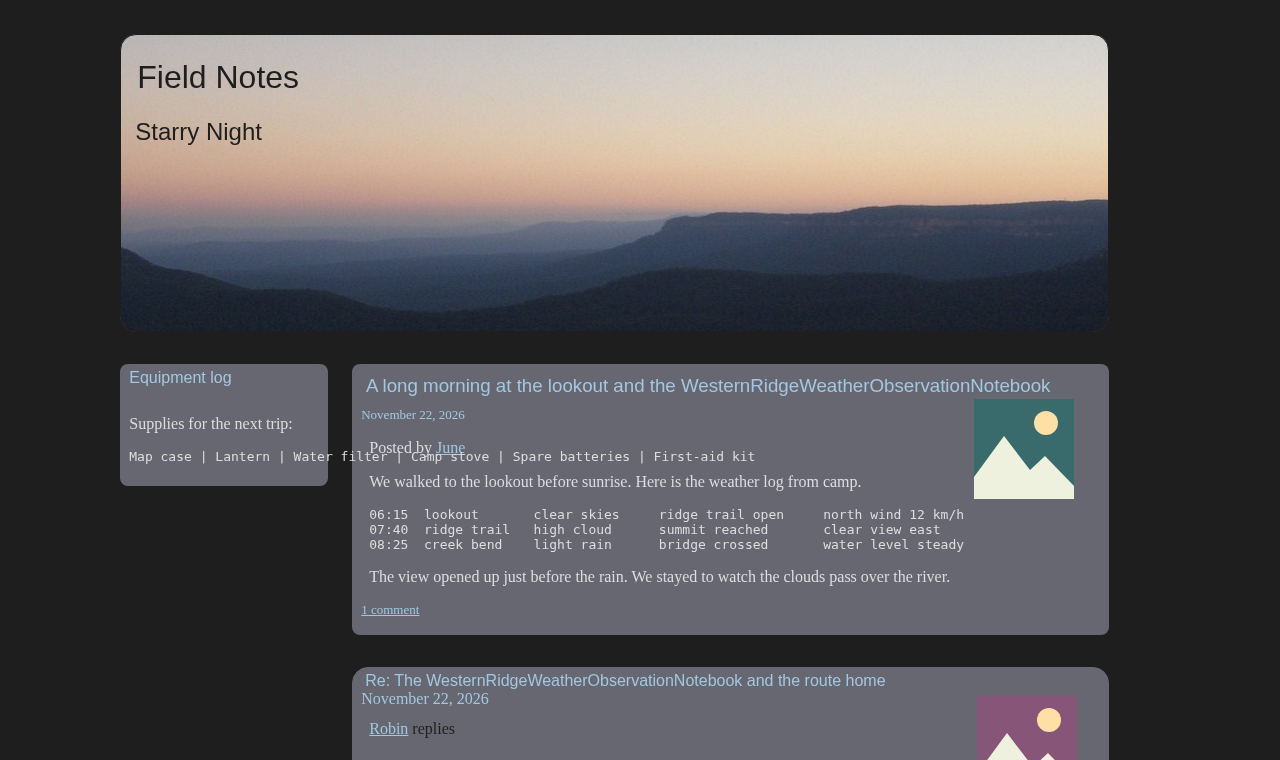 Field Notes
Starry Night
Equipment log
Supplies for the next trip:
Map case | Lantern | Water filter | Camp stove | Spare batteries | First-aid kit
A long morning at the lookout and the WesternRidgeWeatherObservationNotebook
November 22, 2026
Posted by June
We walked to the lookout before sunrise. Here is the weather log from camp.
06:15  lookout       clear skies     ridge trail open     north wind 12 km/h
07:40  ridge trail   high cloud      summit reached       clear view east
08:25  creek bend    light rain      bridge crossed       water level steady
The view opened up just before the rain. We stayed to watch the clouds pass over the river.
1 comment
Re: The WesternRidgeWeatherObservationNotebook and the route home
November 22, 2026
Robin replies